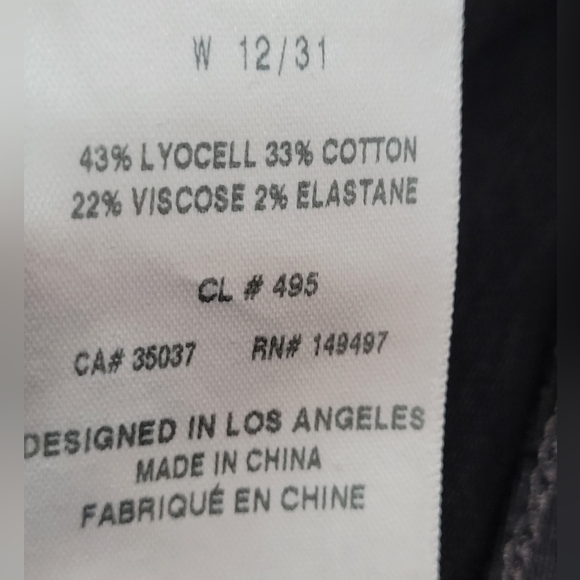 W 12/31
43% LYOCELL 33% COTTON
22% VISCOSE 2% ELASTANE
CL # 495
CA# 35037 RN# 149497
DESIGNED IN LOS ANGELES
MADE IN CHINA
FABRIQUÉ EN CHINE